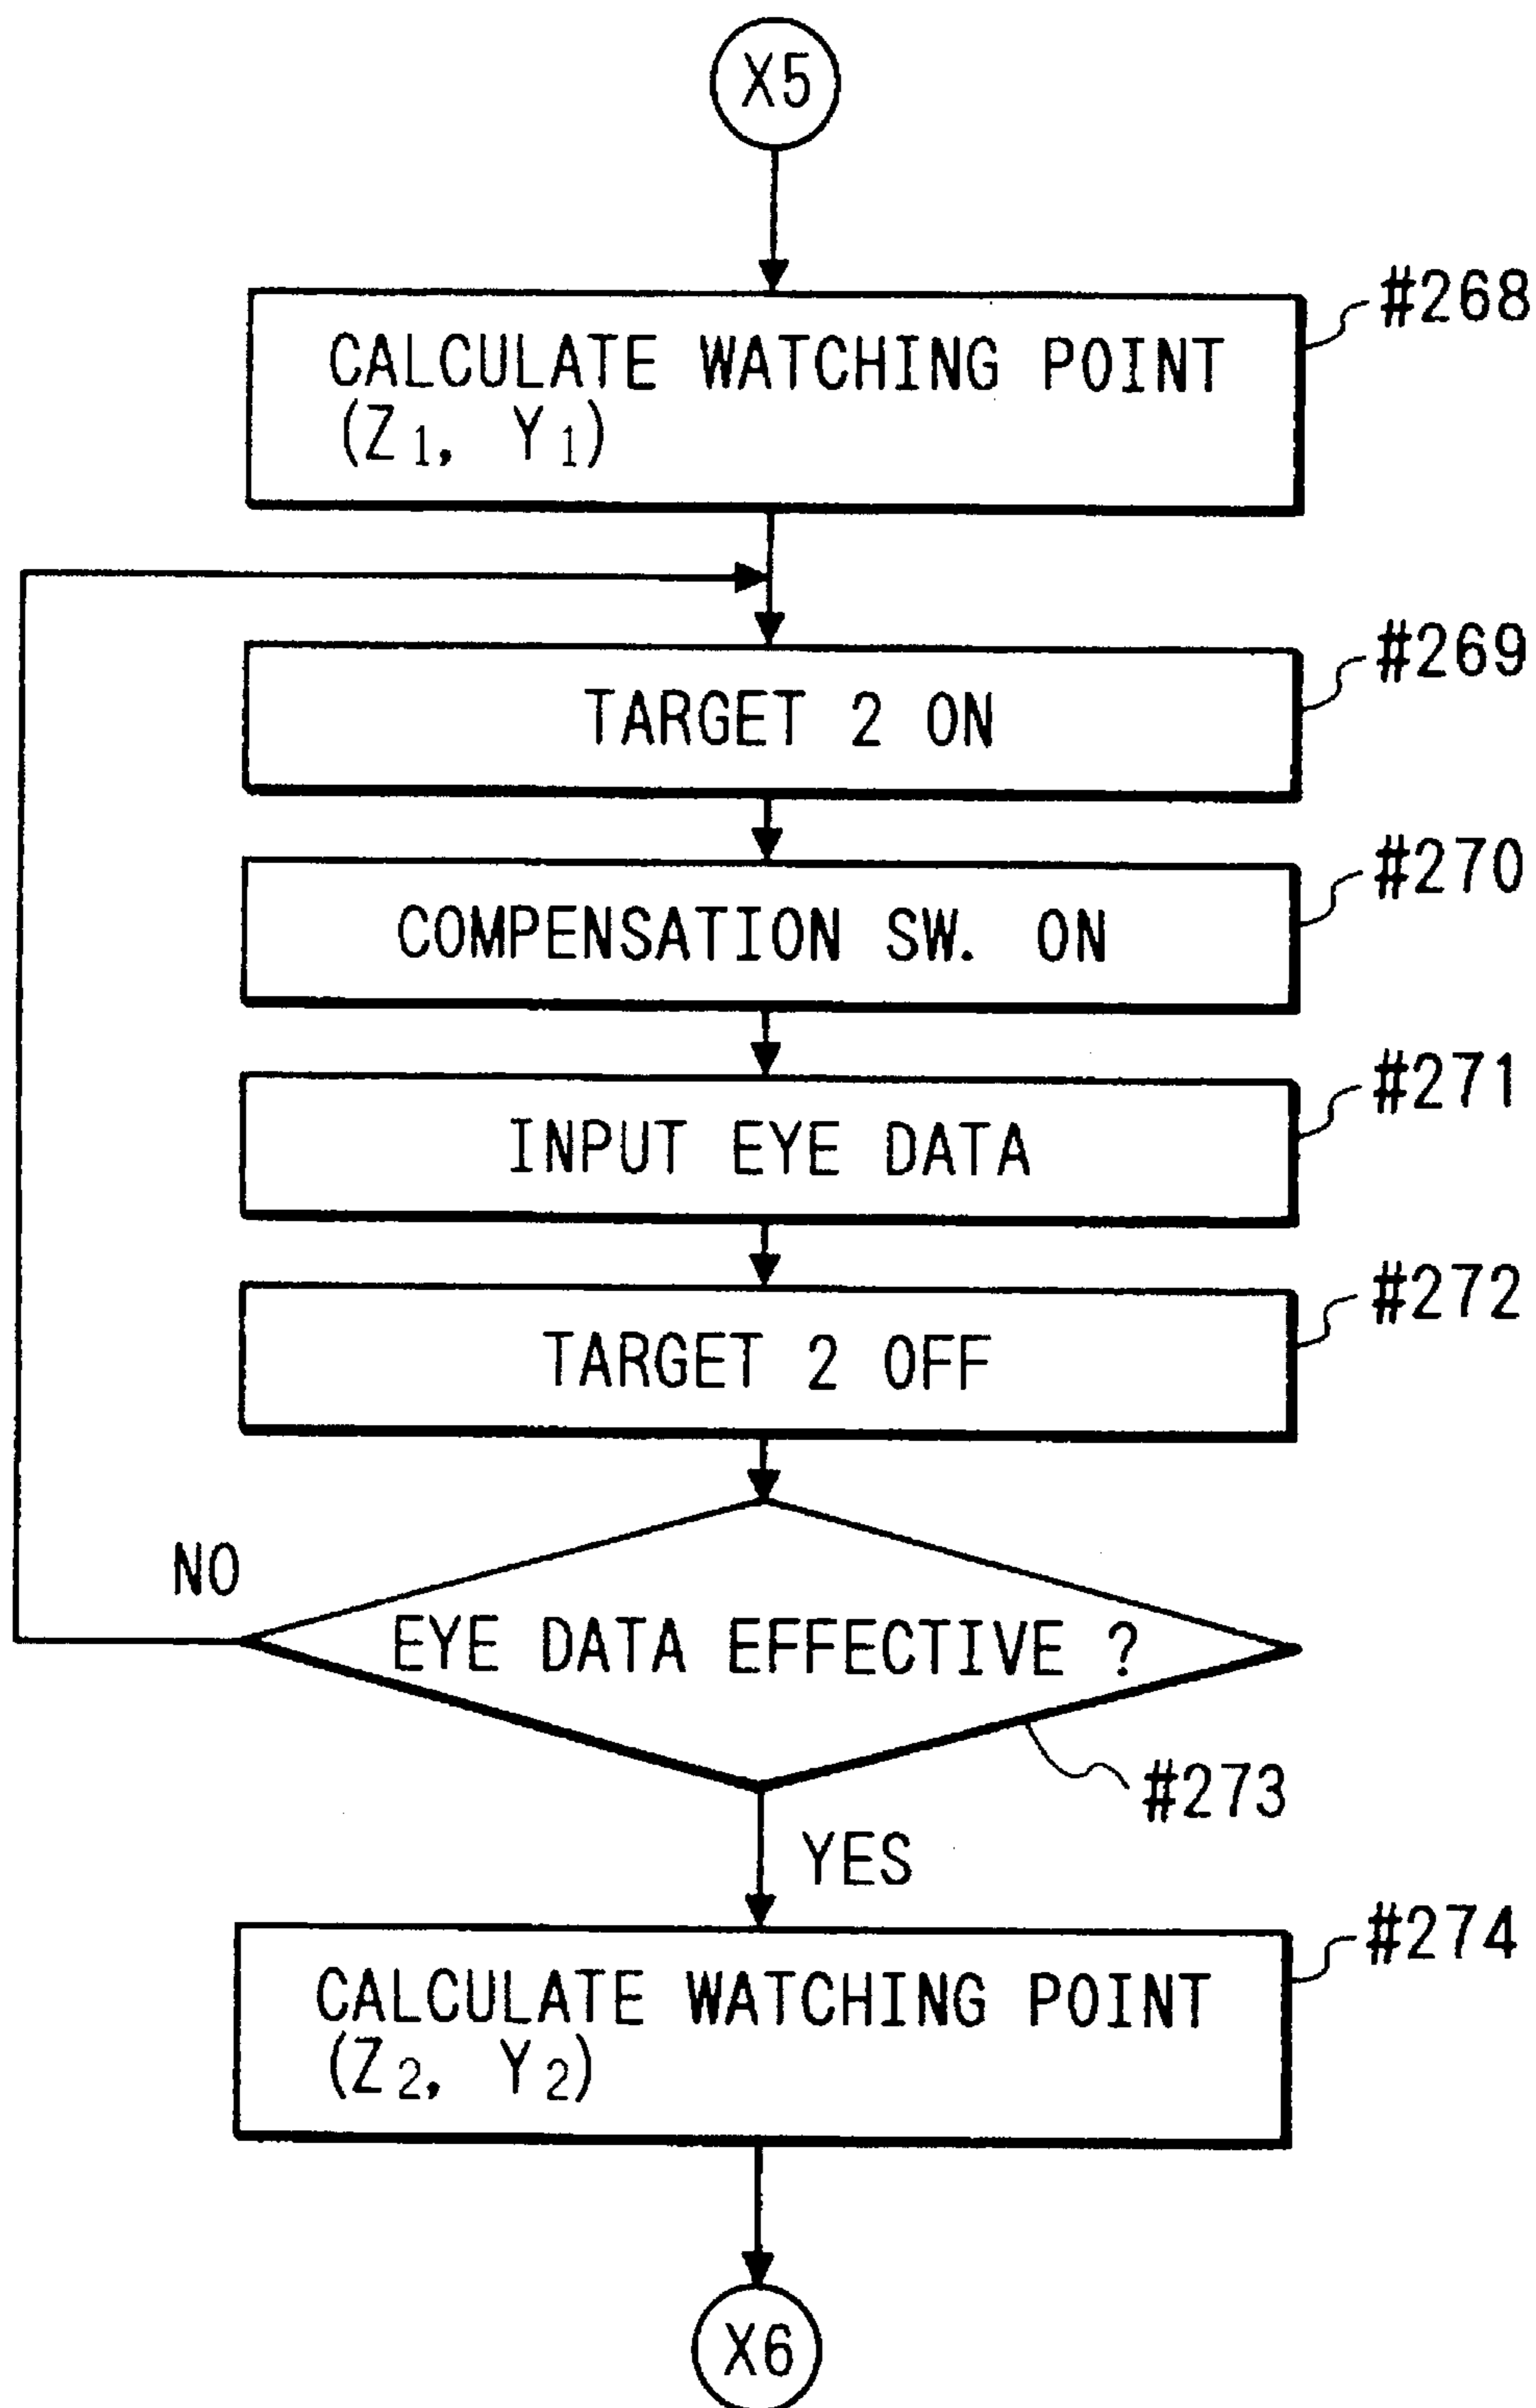 X5
#268
CALCULATE WATCHING POINT
(Z1, Y1)
#269
TARGET 2 ON
#270
COMPENSATION SW. ON
#271
INPUT EYE DATA
#272
TARGET 2 OFF
NO
EYE DATA EFFECTIVE ?
#273
YES
#274
CALCULATE WATCHING POINT
(Z2, Y2)
X6